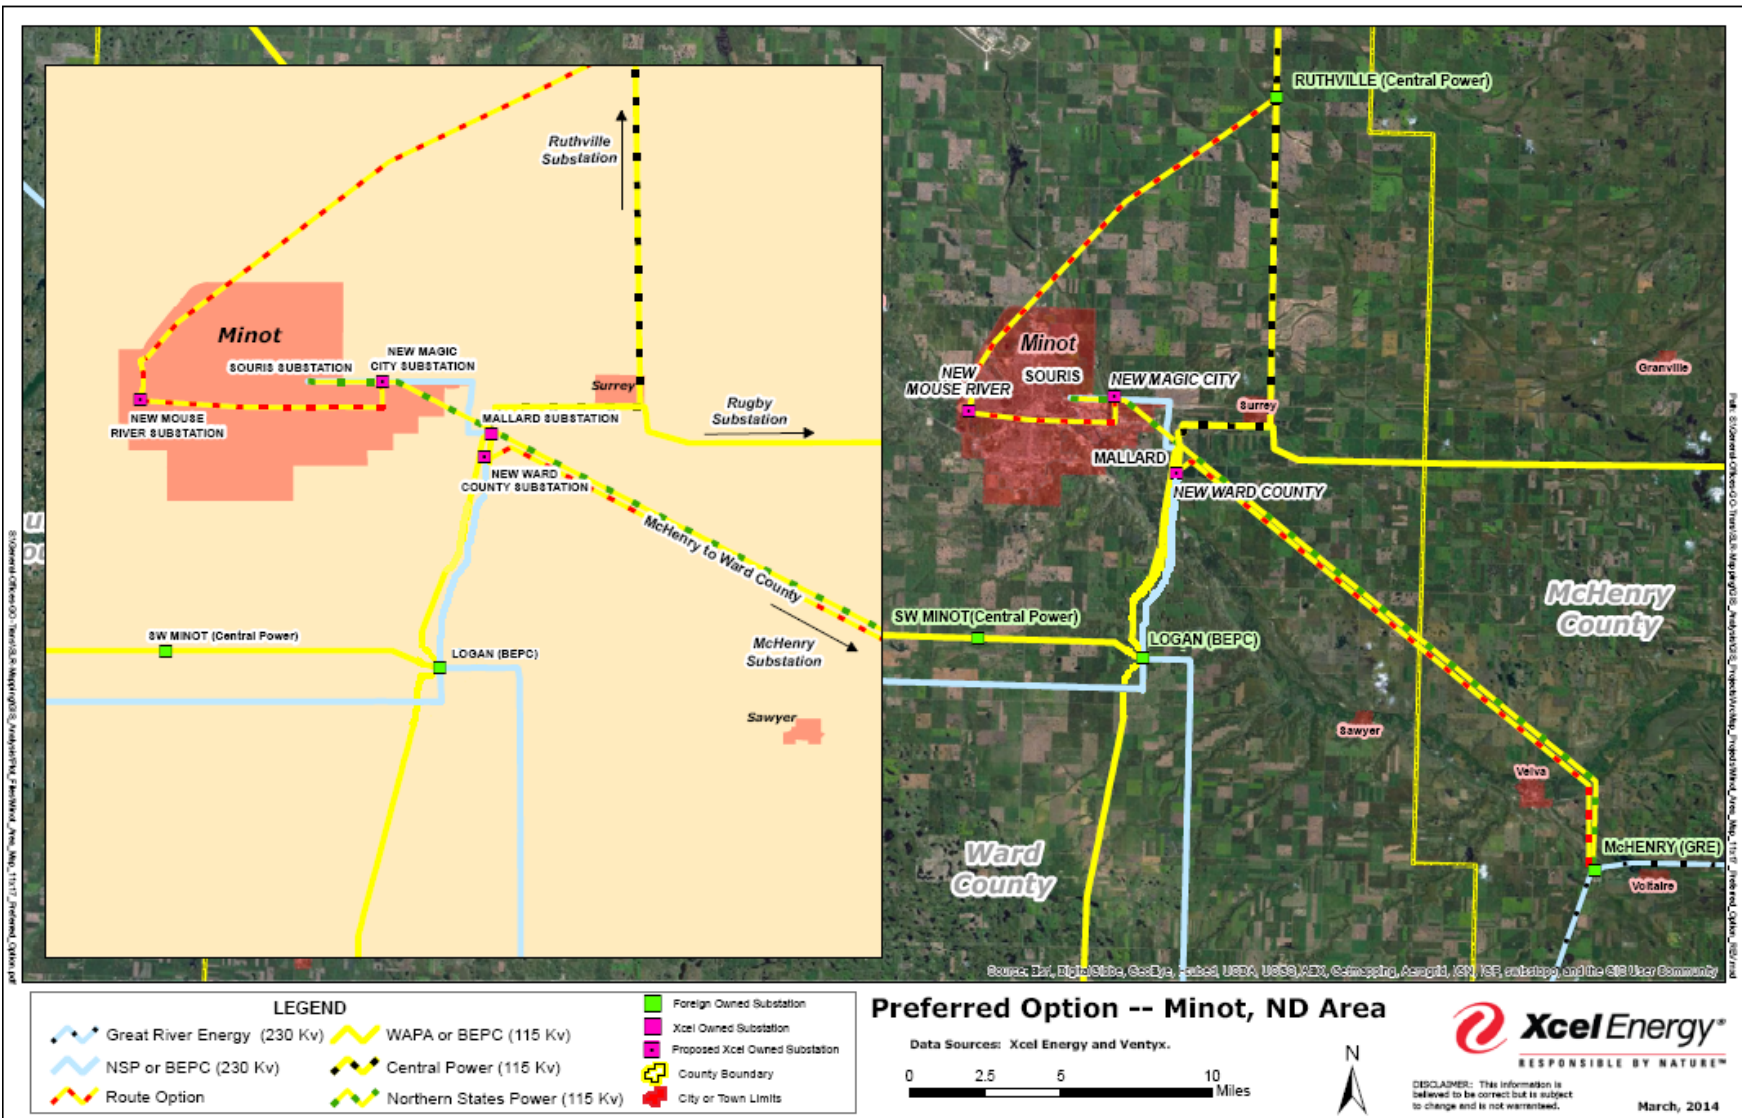 Ruthville
Substation
Minot
SOURIS SUBSTATION
NEW MAGIC
CITY SUBSTATION
Surrey
NEW MOUSE
RIVER SUBSTATION
MALLARD SUBSTATION
Rugby
Substation
NEW WARD
COUNTY SUBSTATION
McHenry to Ward County
SW MINOT (Central Power)
LOGAN (BEPC)
McHenry
Substation
Sawyer
RUTHVILLE (Central Power)
Minot
SOURIS
NEW
MOUSE RIVER
NEW MAGIC CITY
Surrey
Granville
MALLARD
NEW WARD COUNTY
SW MINOT(Central Power)
LOGAN (BEPC)
McHenry
County
Sawyer
Velva
Ward
County
McHENRY (GRE)
Voltaire
LEGEND
Great River Energy (230 Kv)
NSP or BEPC (230 Kv)
Route Option
WAPA or BEPC (115 Kv)
Central Power (115 Kv)
Northern States Power (115 Kv)
Foreign Owned Substation
Xcel Owned Substation
Proposed Xcel Owned Substation
County Boundary
City or Town Limits
Preferred Option -- Minot, ND Area
Data Sources: Xcel Energy and Ventyx.
0 2.5 5 10
Miles
N
Xcel Energy®
RESPONSIBLE BY NATURE™
DISCLAIMER: This information is
believed to be correct but is subject
to change and is not warranteed.
March, 2014